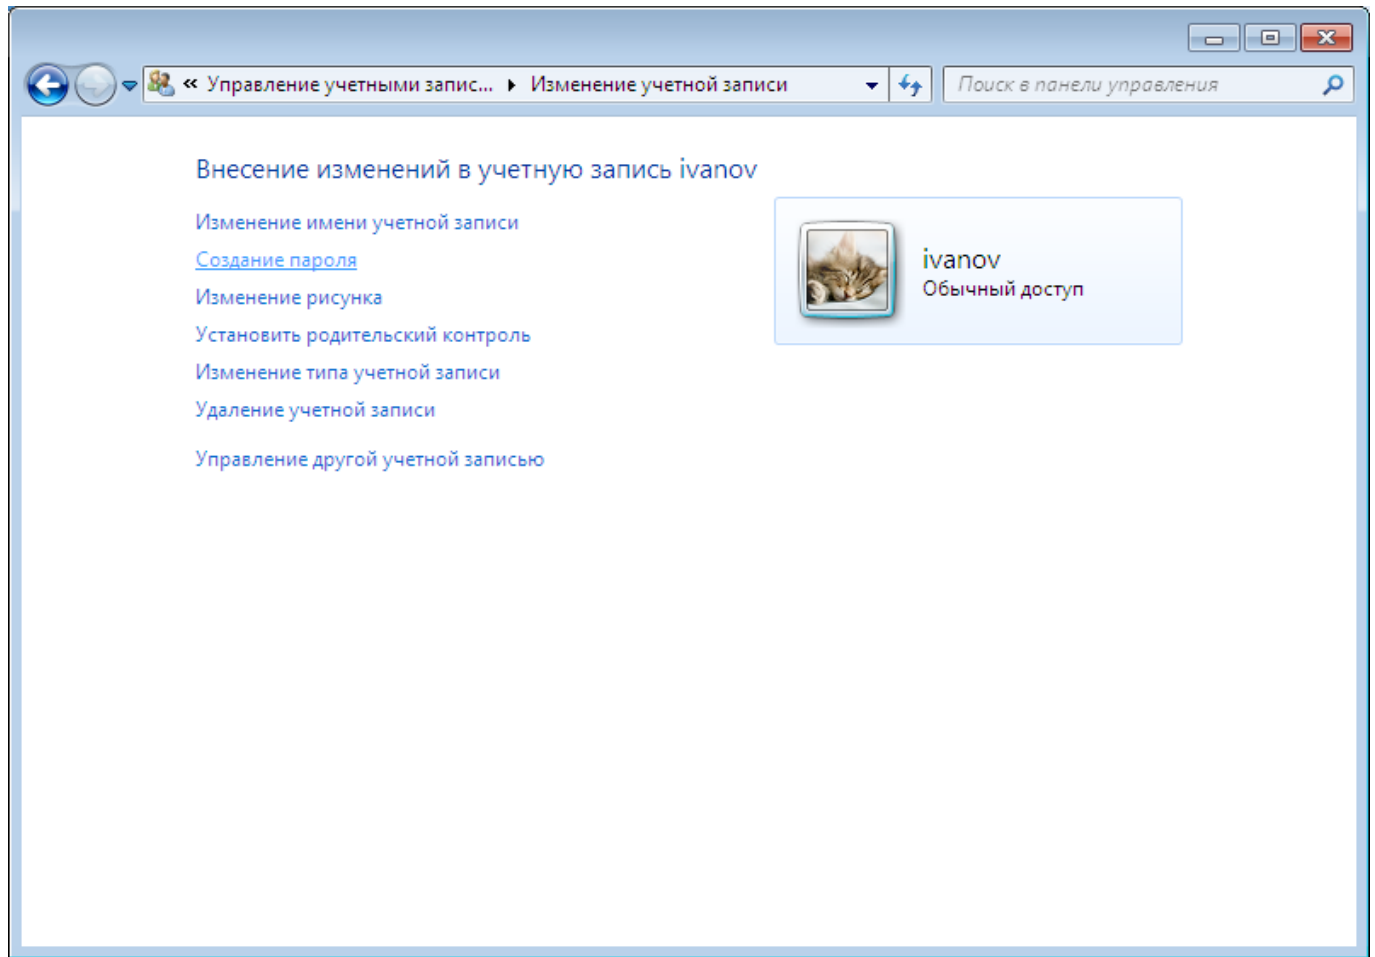 « Управление учетными запис... Изменение учетной записи Поиск в панели управления
Внесение изменений в учетную запись ivanov
Изменение имени учетной записи
Создание пароля
Изменение рисунка
Установить родительский контроль
Изменение типа учетной записи
Удаление учетной записи
Управление другой учетной записью
ivanov
Обычный доступ